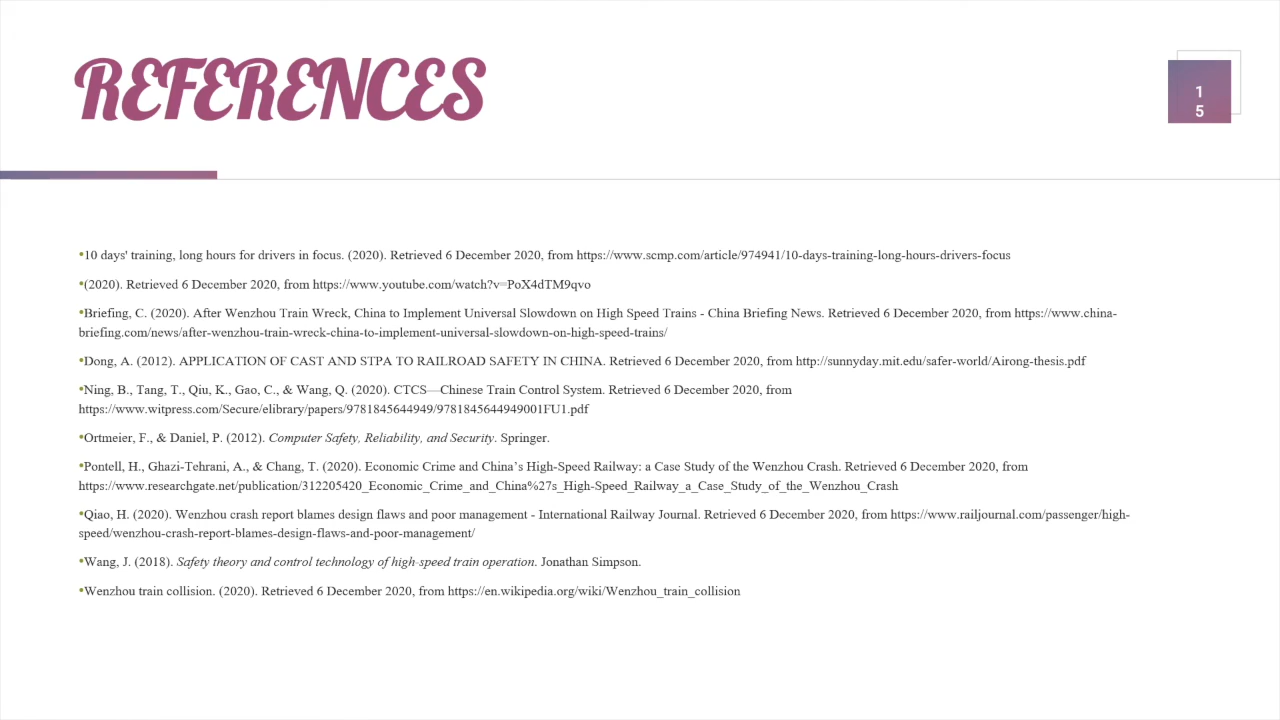 REFERENCES
1
5
•10 days' training, long hours for drivers in focus. (2020). Retrieved 6 December 2020, from https://www.scmp.com/article/974941/10-days-training-long-hours-drivers-focus
•(2020). Retrieved 6 December 2020, from https://www.youtube.com/watch?v=PoX4dTM9qvo
•Briefing, C. (2020). After Wenzhou Train Wreck, China to Implement Universal Slowdown on High Speed Trains - China Briefing News. Retrieved 6 December 2020, from https://www.china-
briefing.com/news/after-wenzhou-train-wreck-china-to-implement-universal-slowdown-on-high-speed-trains/
•Dong, A. (2012). APPLICATION OF CAST AND STPA TO RAILROAD SAFETY IN CHINA. Retrieved 6 December 2020, from http://sunnyday.mit.edu/safer-world/Airong-thesis.pdf
•Ning, B., Tang, T., Qiu, K., Gao, C., & Wang, Q. (2020). CTCS—Chinese Train Control System. Retrieved 6 December 2020, from
https://www.witpress.com/Secure/elibrary/papers/9781845644949/9781845644949001FU1.pdf
•Ortmeier, F., & Daniel, P. (2012). Computer Safety, Reliability, and Security. Springer.
•Pontell, H., Ghazi-Tehrani, A., & Chang, T. (2020). Economic Crime and China’s High-Speed Railway: a Case Study of the Wenzhou Crash. Retrieved 6 December 2020, from
https://www.researchgate.net/publication/312205420_Economic_Crime_and_China%27s_High-Speed_Railway_a_Case_Study_of_the_Wenzhou_Crash
•Qiao, H. (2020). Wenzhou crash report blames design flaws and poor management - International Railway Journal. Retrieved 6 December 2020, from https://www.railjournal.com/passenger/high-
speed/wenzhou-crash-report-blames-design-flaws-and-poor-management/
•Wang, J. (2018). Safety theory and control technology of high-speed train operation. Jonathan Simpson.
•Wenzhou train collision. (2020). Retrieved 6 December 2020, from https://en.wikipedia.org/wiki/Wenzhou_train_collision